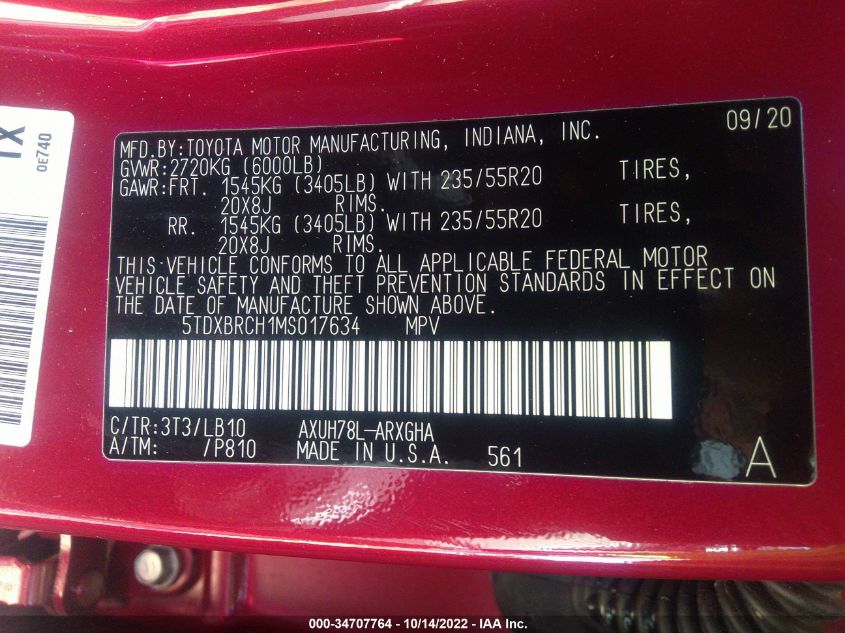 1X
0E740
09/20
MFD.BY:TOYOTA MOTOR MANUFACTURING, INDIANA, INC.
GVWR:2720KG (6000LB)
GAWR:FRT. 1545KG (3405LB) WITH 235/55R20 TIRES,
20X8J RIMS.
RR. 1545KG (3405LB) WITH 235/55R20 TIRES,
20X8J RIMS.
THIS VEHICLE CONFORMS TO ALL APPLICABLE FEDERAL MOTOR
VEHICLE SAFETY AND THEFT PREVENTION STANDARDS IN EFFECT ON
THE DATE OF MANUFACTURE SHOWN ABOVE.
5TDXBRCH1MS017634 MPV
C/TR:3T3/LB10 AXUH78L-ARXGHA
A/TM: /P810 MADE IN U.S.A. 561 A
000-34707764 - 10/14/2022 - IAA Inc.